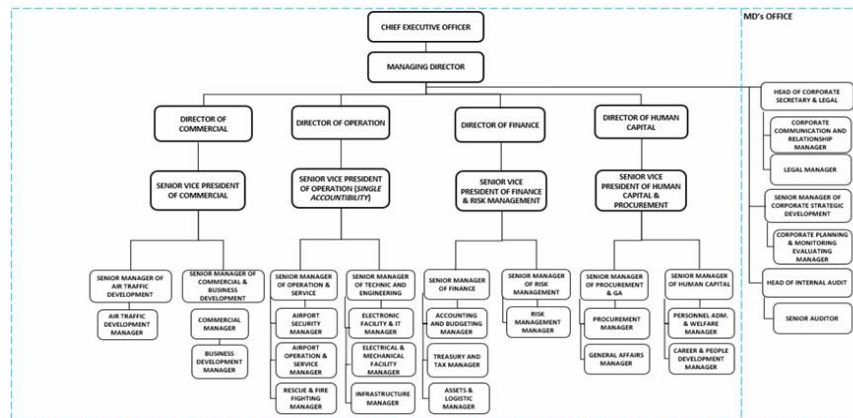 MD's OFFICE
CHIEF EXECUTIVE OFFICER
MANAGING DIRECTOR
HEAD OF CORPORATE
SECRETARY & LEGAL
CORPORATE
COMMUNICATION AND
RELATIONSHIP
MANAGER
LEGAL MANAGER
SENIOR MANAGER OF
CORPORATE STRATEGIC
DEVELOPMENT
CORPORATE PLANNING
& MONITORING
EVALUATING
MANAGER
HEAD OF INTERNAL AUDIT
SENIOR AUDITOR
DIRECTOR OF
COMMERCIAL
DIRECTOR OF OPERATION
DIRECTOR OF FINANCE
DIRECTOR OF HUMAN
CAPITAL
SENIOR VICE PRESIDENT
OF COMMERCIAL
SENIOR VICE PRESIDENT
OF OPERATION (SINGLE
ACCOUNTIBILITY)
SENIOR VICE
PRESIDENT OF FINANCE
& RISK MANAGEMENT
SENIOR VICE
PRESIDENT OF HUMAN
CAPITAL &
PROCUREMENT
SENIOR MANAGER OF
AIR TRAFFIC
DEVELOPMENT
AIR TRAFFIC
DEVELOPMENT
MANAGER
SENIOR MANAGER OF
COMMERCIAL &
BUSINESS
DEVELOPMENT
COMMERCIAL
MANAGER
BUSINESS
DEVELOPMENT
MANAGER
SENIOR MANAGER
OF OPERATION &
SERVICE
AIRPORT
SECURITY
MANAGER
AIRPORT
OPERATION &
SERVICE
MANAGER
RESCUE & FIRE
FIGHTING
MANAGER
SENIOR MANAGER
OF TECHNIC AND
ENGINEERING
ELECTRONIC
FACILITY & IT
MANAGER
ELECTRICAL &
MECHANICAL
FACILITY
MANAGER
INFRASTRUCTURE
MANAGER
SENIOR MANAGER
OF FINANCE
ACCOUNTING
AND BUDGETING
MANAGER
TREASURY AND
TAX MANAGER
ASSETS &
LOGISTIC
MANAGER
SENIOR MANAGER
OF RISK
MANAGEMENT
RISK
MANAGEMENT
MANAGER
SENIOR MANAGER
OF PROCUREMENT
& GA
PROCUREMENT
MANAGER
GENERAL AFFAIRS
MANAGER
SENIOR MANAGER
OF HUMAN CAPITAL
PERSONNEL ADM.
& WELFARE
MANAGER
CAREER & PEOPLE
DEVELOPMENT
MANAGER